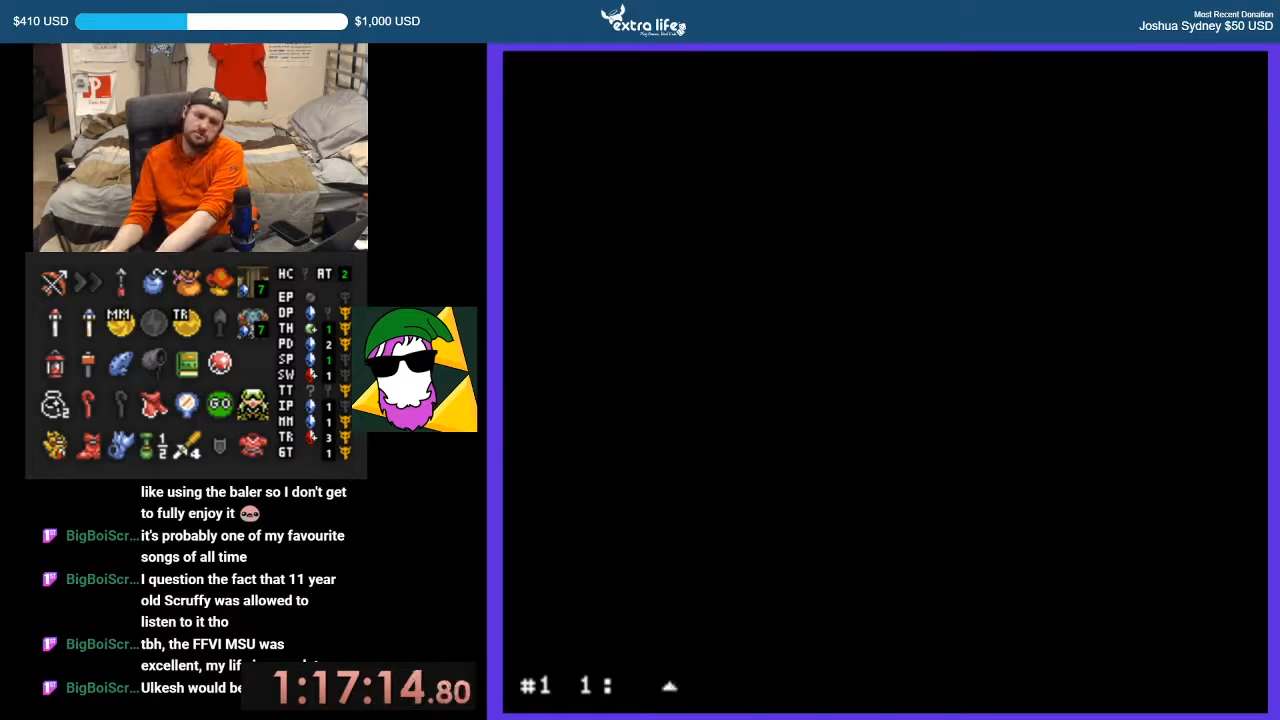 $410 USD
$1,000 USD
extra life
Most Recent Donation
Joshua Sydney $50 USD
HC AT 2
7
EP
DP
MM TR 7
TH 1
PD 2
SP 1
SW 1
TT
2 GO
IP 1
MM 1
TR 3
1/2 4
GT 1
like using the baler so I don't get
to fully enjoy it
BigBoiScr... it's probably one of my favourite
songs of all time
BigBoiScr... I question the fact that 11 year
old Scruffy was allowed to
listen to it tho
BigBoiScr... tbh, the FFVI MSU was
excellent, my
BigBoiScr... Ulkesh would
1:17:14.80
#1 1: